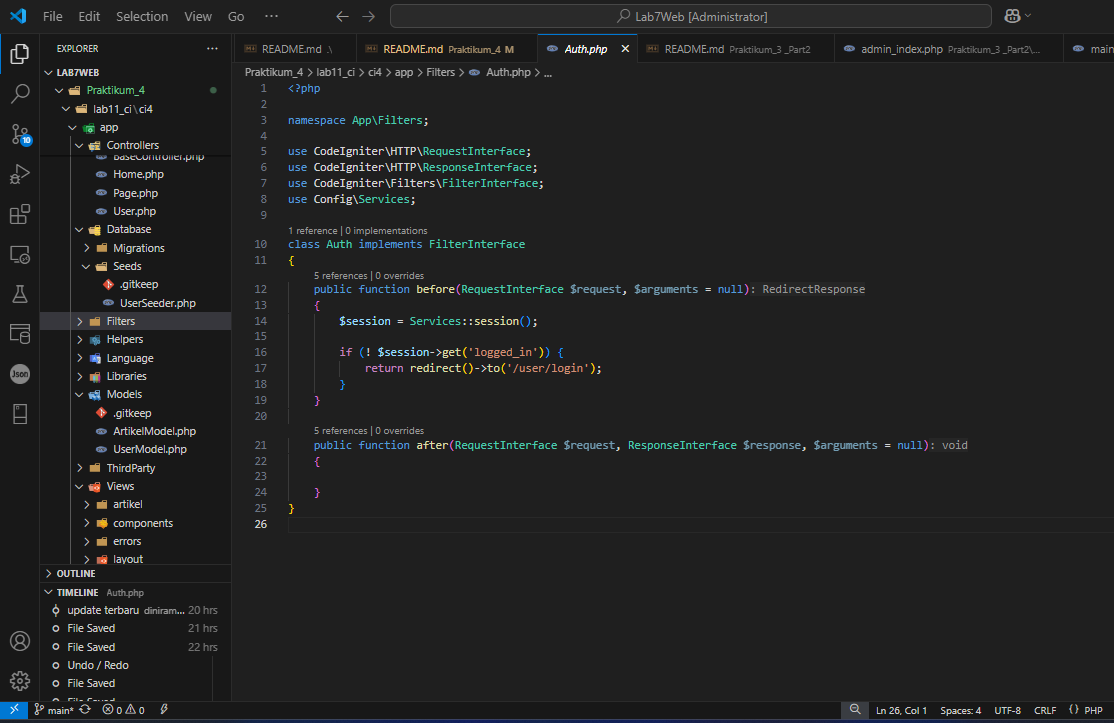 File Edit Selection View Go ··· Lab7Web [Administrator]
EXPLORER ···
README.md .\ README.md Praktikum_4 M Auth.php README.md Praktikum_3 _Part2 admin_index.php Praktikum_3 _Part2\... main
LAB7WEB
Praktikum_4
lab11_ci\ci4
app
Controllers
BaseController.php
Home.php
Page.php
User.php
Database
Migrations
Seeds
.gitkeep
UserSeeder.php
Filters
Helpers
Language
Libraries
Models
.gitkeep
ArtikelModel.php
UserModel.php
ThirdParty
Views
artikel
components
errors
layout
OUTLINE
TIMELINE Auth.php
update terbaru diniram... 20 hrs
File Saved 21 hrs
File Saved 22 hrs
Undo / Redo
File Saved
File Saved
10
Json
Praktikum_4 > lab11_ci > ci4 > app > Filters > Auth.php > ...
1 <?php
2
3 namespace App\Filters;
4
5 use CodeIgniter\HTTP\RequestInterface;
6 use CodeIgniter\HTTP\ResponseInterface;
7 use CodeIgniter\Filters\FilterInterface;
8 use Config\Services;
9
1 reference | 0 implementations
10 class Auth implements FilterInterface
11 {
5 references | 0 overrides
12 public function before(RequestInterface $request, $arguments = null): RedirectResponse
13 {
14 $session = Services::session();
15
16 if (! $session->get('logged_in')) {
17 return redirect()->to('/user/login');
18 }
19 }
20
5 references | 0 overrides
21 public function after(RequestInterface $request, ResponseInterface $response, $arguments = null): void
22 {
23
24 }
25 }
26
main* 0 0 Ln 26, Col 1 Spaces: 4 UTF-8 CRLF {} PHP